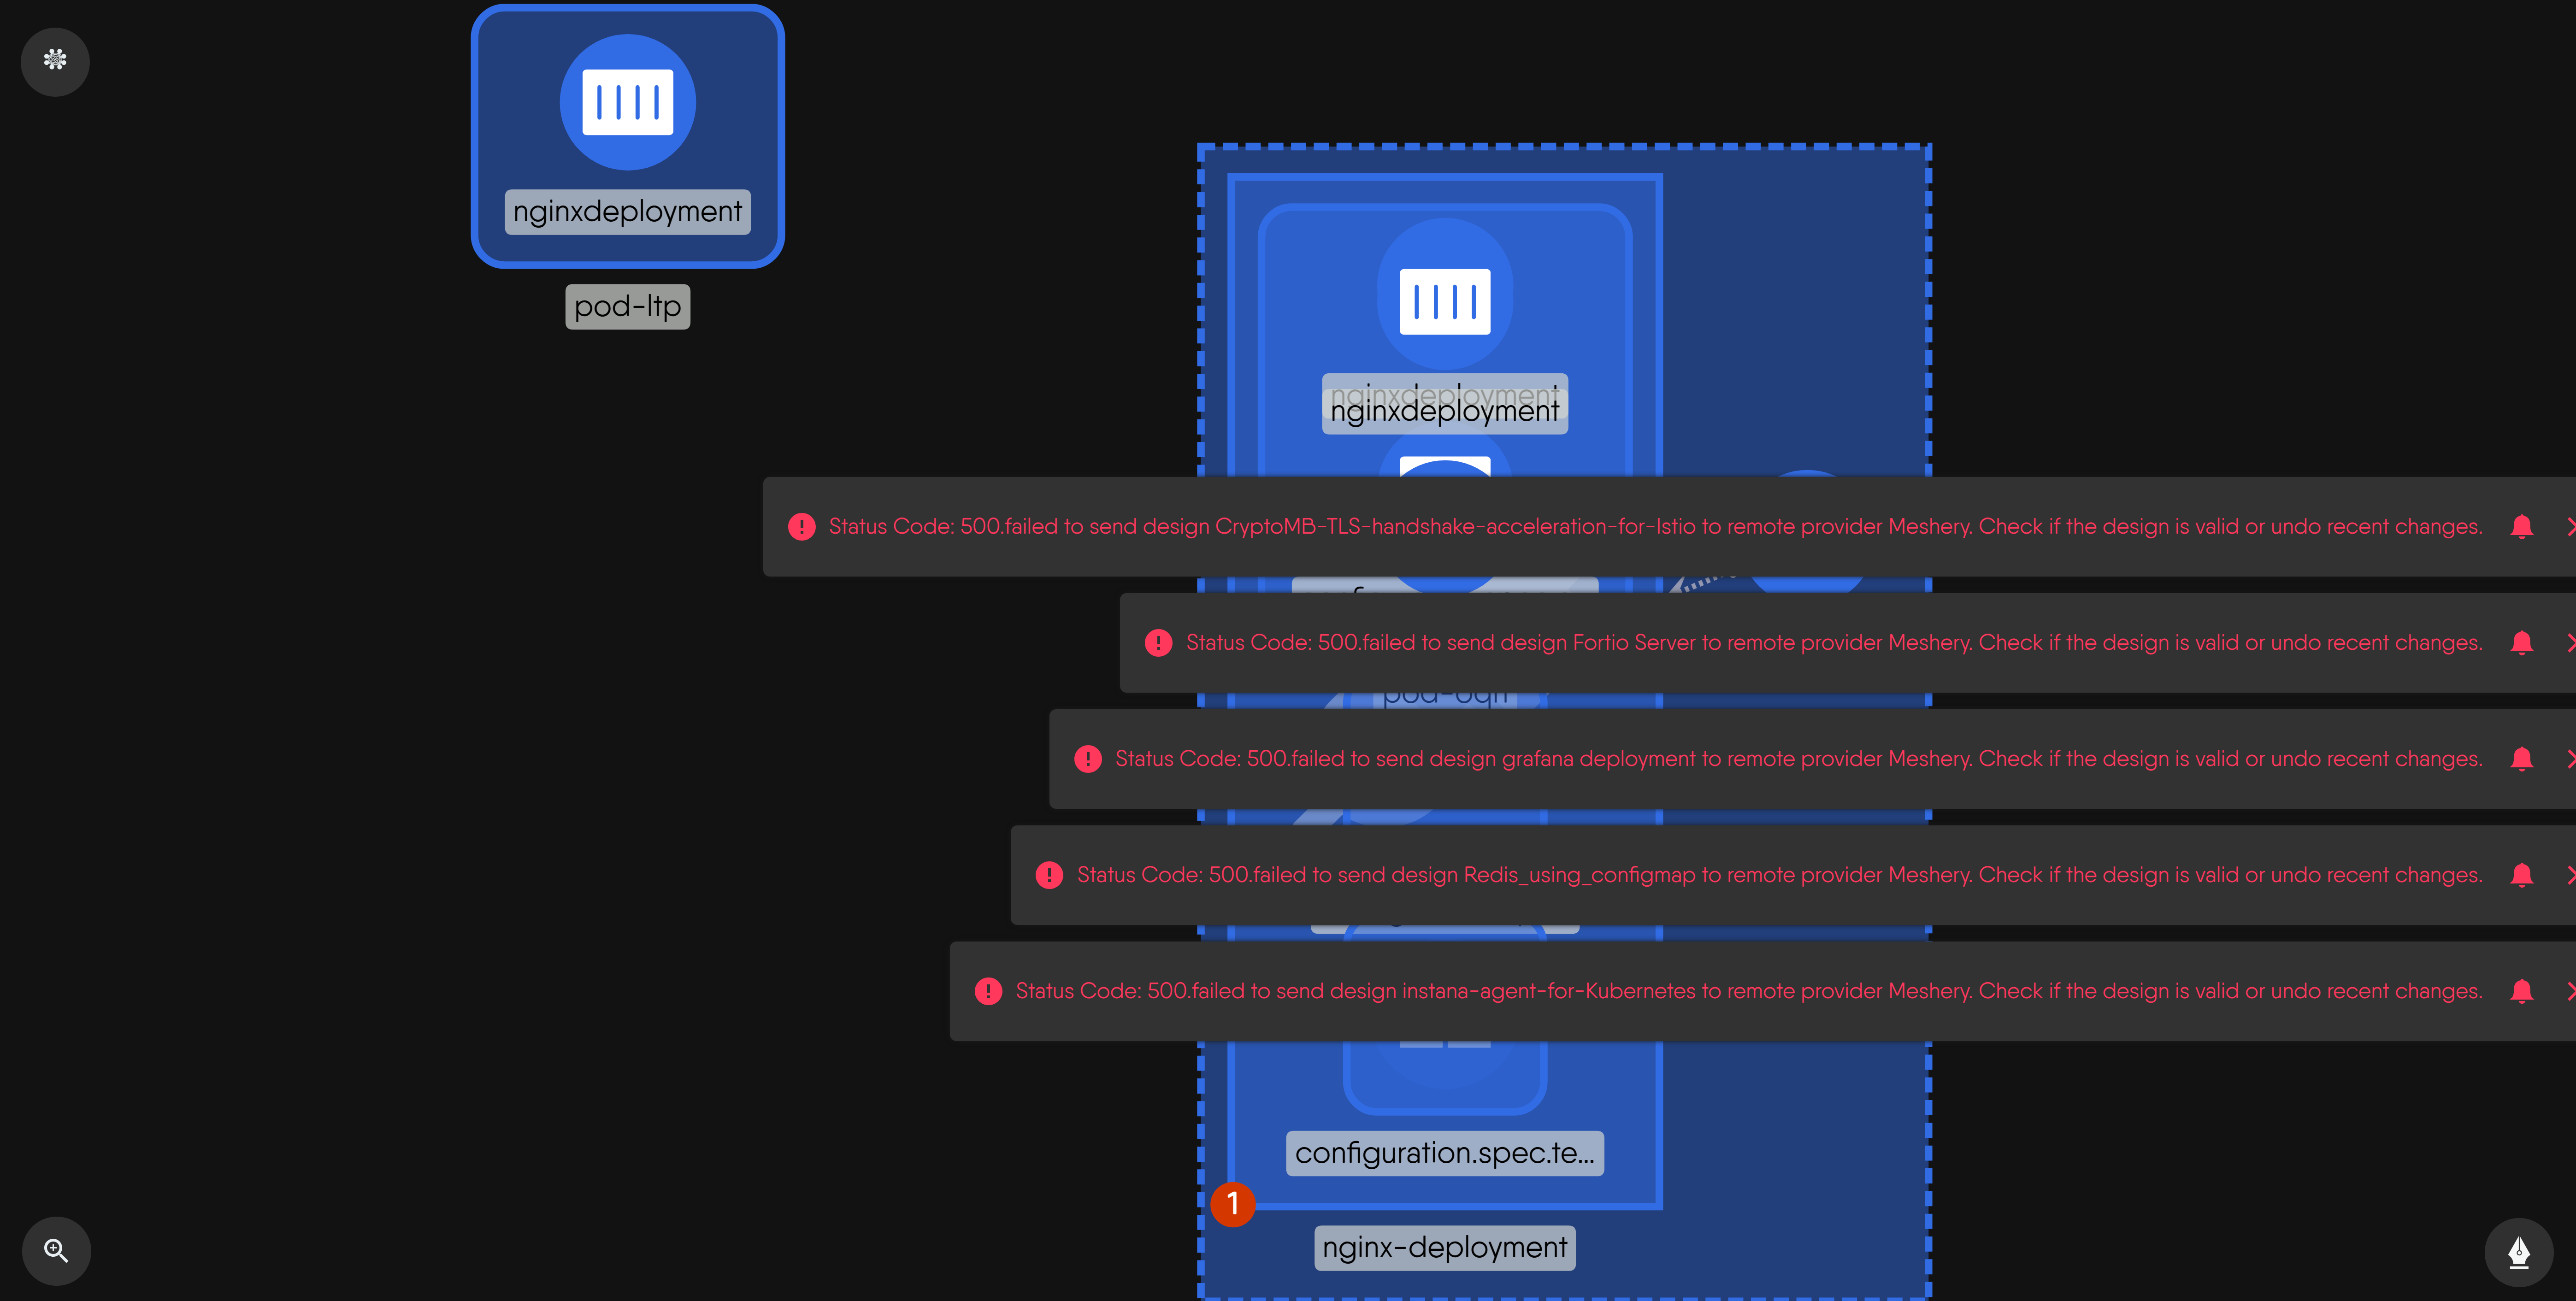 nginxdeployment
pod-ltp
nginxdeployment
nginxdeployment
Status Code: 500.failed to send design CryptoMB-TLS-handshake-acceleration-for-Istio to remote provider Meshery. Check if the design is valid or undo recent changes.
Status Code: 500.failed to send design Fortio Server to remote provider Meshery. Check if the design is valid or undo recent changes.
Status Code: 500.failed to send design grafana deployment to remote provider Meshery. Check if the design is valid or undo recent changes.
Status Code: 500.failed to send design Redis_using_configmap to remote provider Meshery. Check if the design is valid or undo recent changes.
Status Code: 500.failed to send design instana-agent-for-Kubernetes to remote provider Meshery. Check if the design is valid or undo recent changes.
configuration.spec.te...
1
nginx-deployment